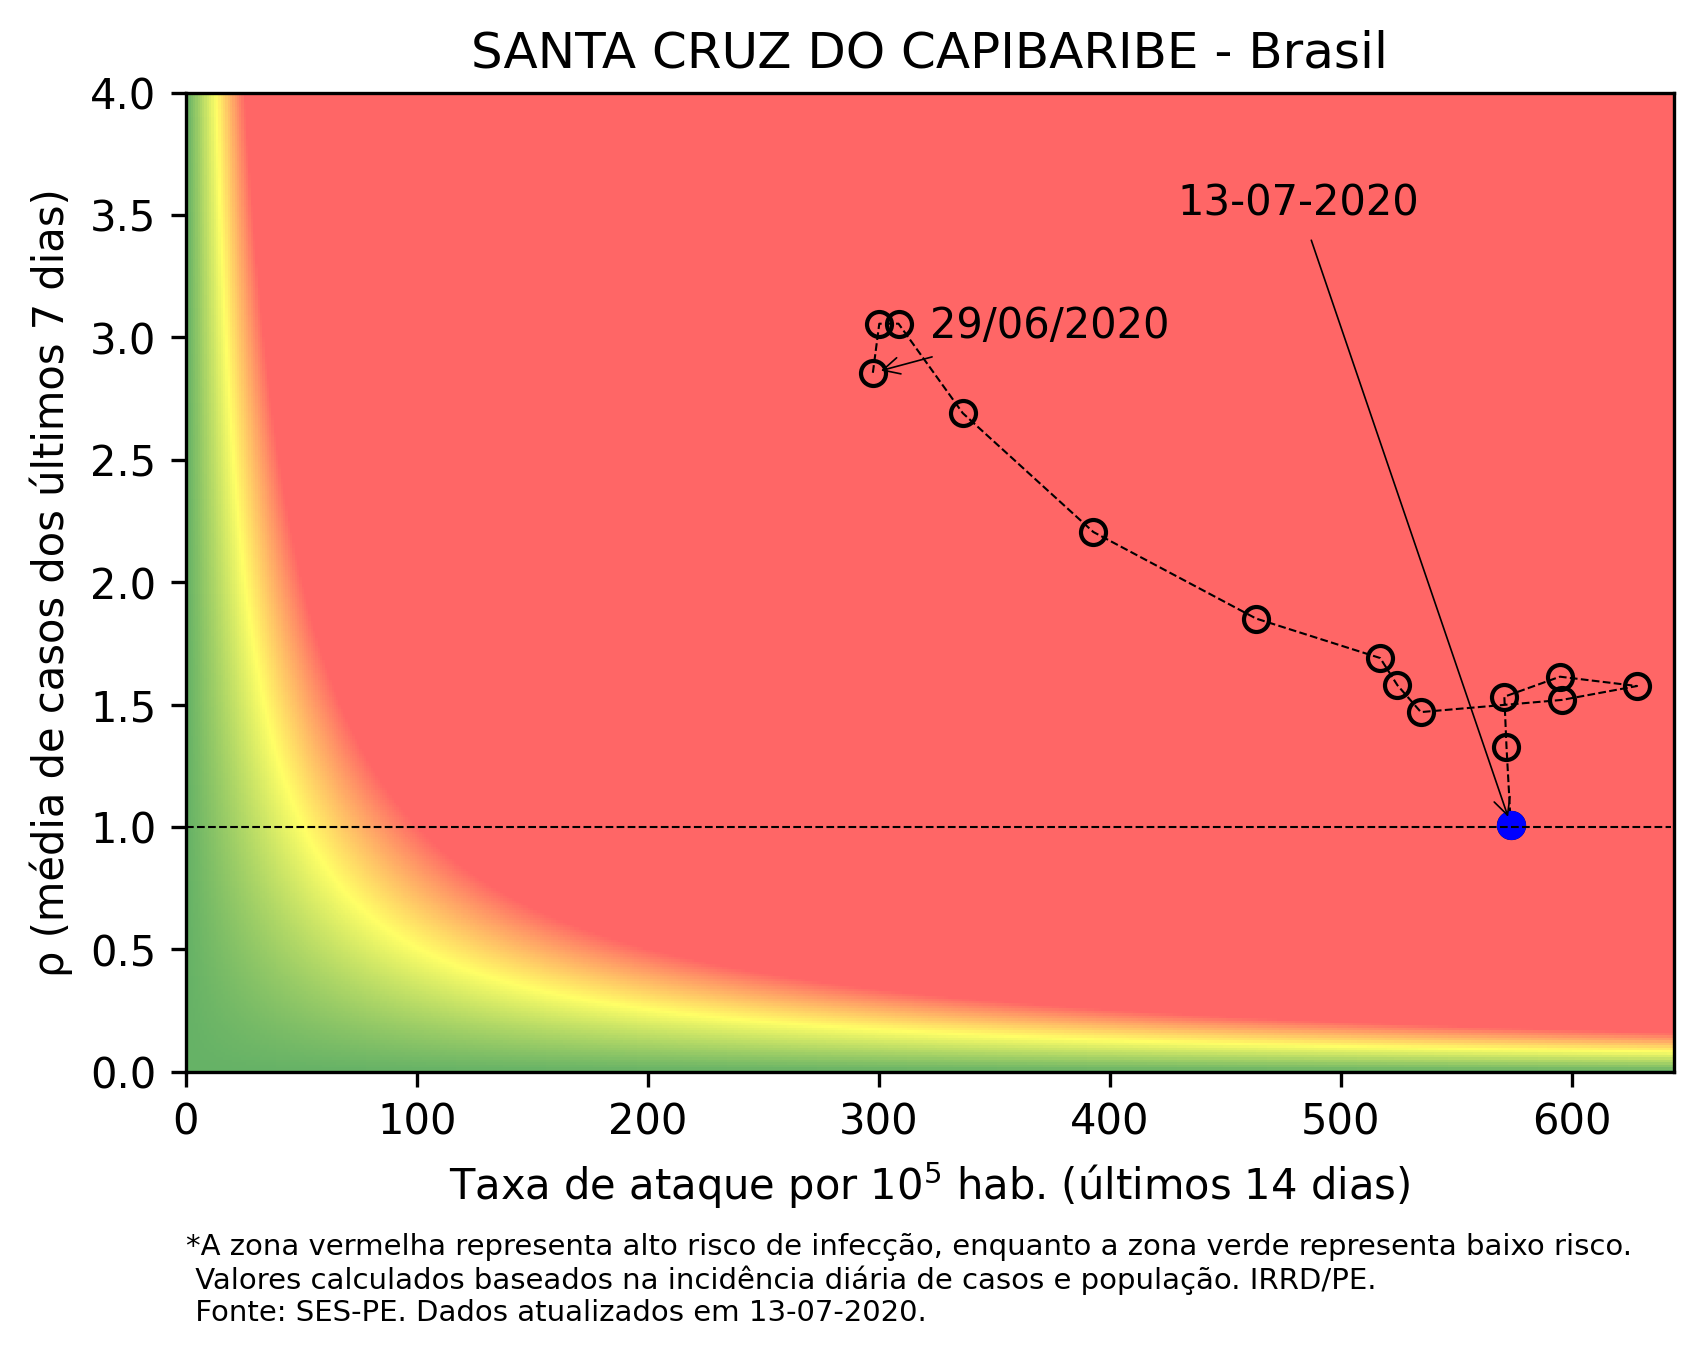 SANTA CRUZ DO CAPIBARIBE - Brasil
4.0
3.5
3.0
2.5
2.0
1.5
1.0
0.5
0.0
ρ (média de casos dos últimos 7 dias)
13-07-2020
29/06/2020
0 100 200 300 400 500 600
Taxa de ataque por 10⁵ hab. (últimos 14 dias)
*A zona vermelha representa alto risco de infecção, enquanto a zona verde representa baixo risco.
Valores calculados baseados na incidência diária de casos e população. IRRD/PE.
Fonte: SES-PE. Dados atualizados em 13-07-2020.